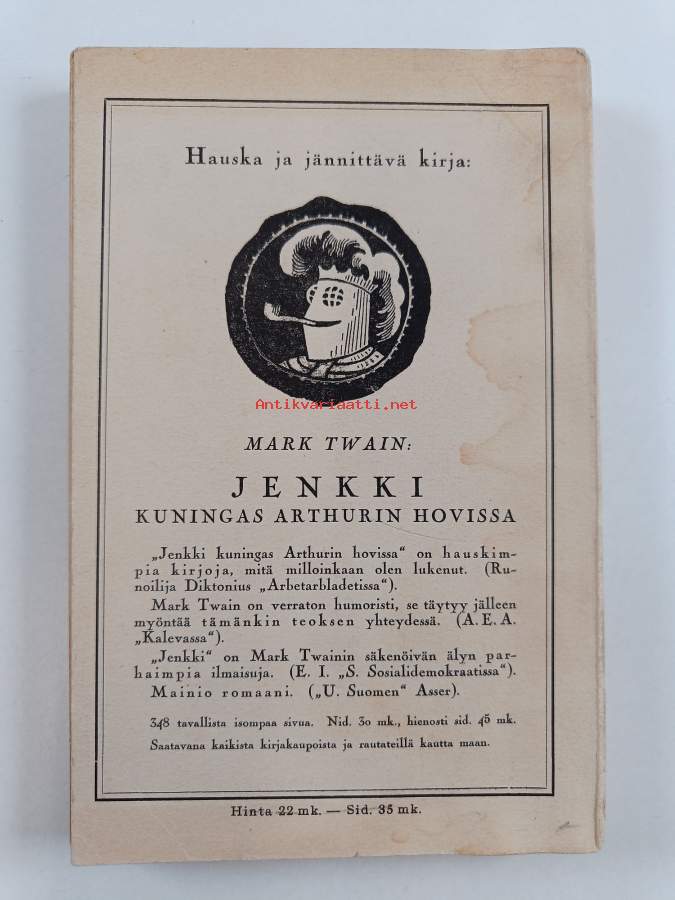 Hauska ja jännittävä kirja:
Antikvariaatti.net
MARK TWAIN:
JENKKI
KUNINGAS ARTHURIN HOVISSA
„Jenkki kuningas Arthurin hovissa“ on hauskim-
pia kirjoja, mitä milloinkaan olen lukenut. (Ru-
noilija Diktonius „Arbetarbladetissa“).
Mark Twain on verraton humoristi, se täytyy jälleen
myöntää tämänkin teoksen yhteydessä. (A. E. A.
„Kalevassa“).
„Jenkki“ on Mark Twainin säkenöivän älyn par-
haimpia ilmaisuja. (E. I. „S. Sosialidemokraatissa“).
Mainio romaani. („U. Suomen“ Asser).
348 tavallista isompaa sivua. Nid. 30 mk., hienosti sid. 45 mk.
Saatavana kaikista kirjakaupoista ja rautateillä kautta maan.
Hinta 22 mk. — Sid. 35 mk.